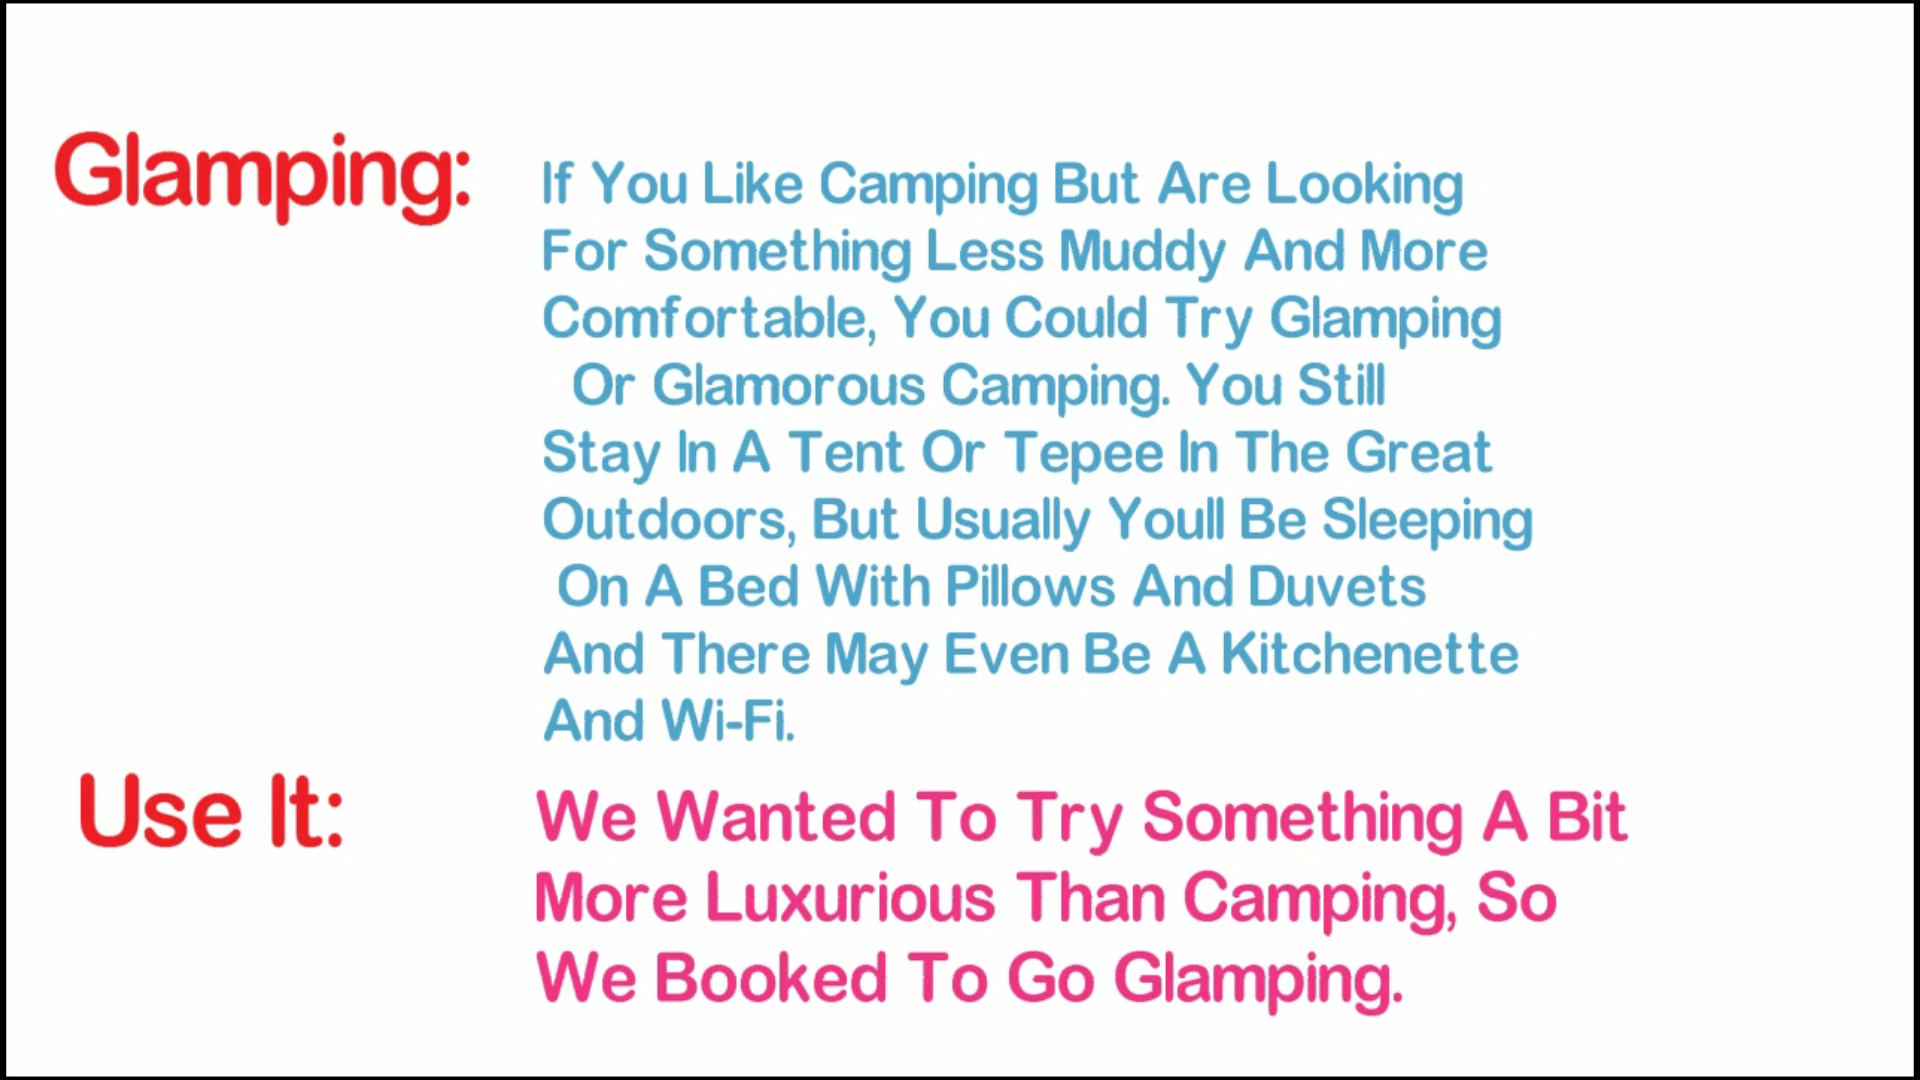 Glamping:
If You Like Camping But Are Looking
For Something Less Muddy And More
Comfortable, You Could Try Glamping
Or Glamorous Camping. You Still
Stay In A Tent Or Tepee In The Great
Outdoors, But Usually Youll Be Sleeping
On A Bed With Pillows And Duvets
And There May Even Be A Kitchenette
And Wi-Fi.
Use It:
We Wanted To Try Something A Bit
More Luxurious Than Camping, So
We Booked To Go Glamping.